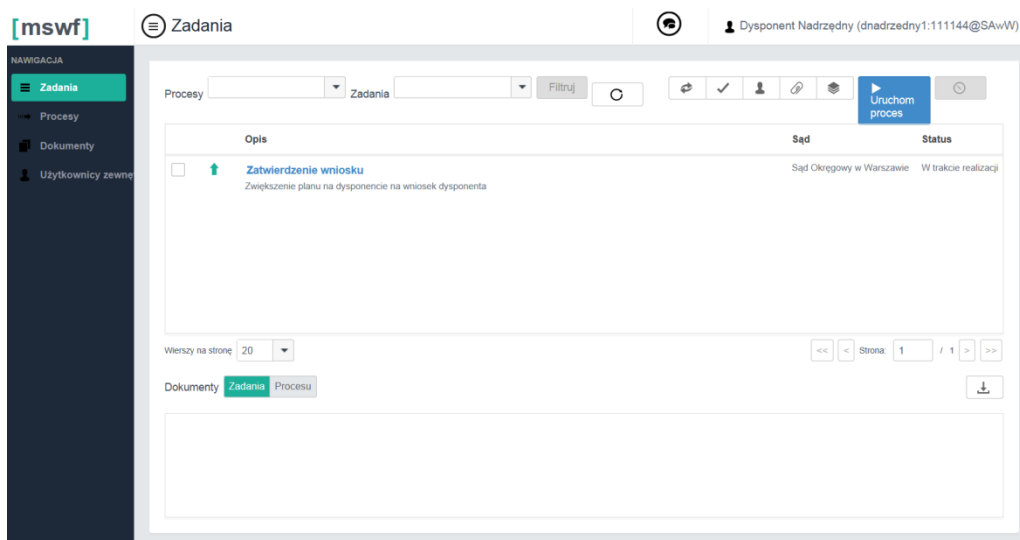 [mswf]
Zadania
Dysponent Nadrzędny (dnadrzedny1:111144@SAwW)
NAWIGACJA
Zadania
Procesy
Dokumenty
Użytkownicy zewnę
Procesy
Zadania
Filtruj
Uruchom
proces
Opis
Sąd
Status
Zatwierdzenie wniosku
Sąd Okręgowy w Warszawie
W trakcie realizacji
Zwiększenie planu na dysponencie na wniosek dysponenta
Wierszy na stronę 20
<< < Strona: 1 / 1 > >>
Dokumenty Zadania Procesu